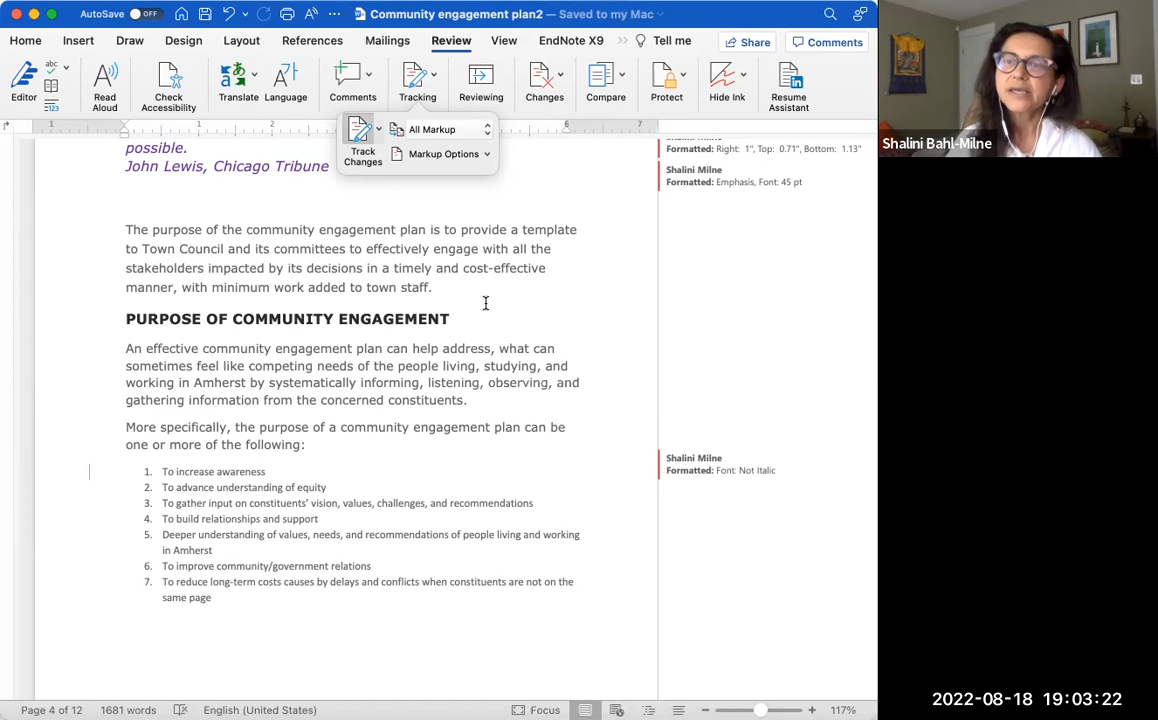 AutoSave OFF Community engagement plan2 — Saved to my Mac
Home Insert Draw Design Layout References Mailings Review View EndNote X9 Tell me Share Comments
Editor abc 123 Read Aloud Check Accessibility Translate Language Comments Tracking Reviewing Changes Compare Protect Hide Ink Resume Assistant
Track Changes All Markup
Markup Options
1 1 2 6 7
possible.
John Lewis, Chicago Tribune
The purpose of the community engagement plan is to provide a template
to Town Council and its committees to effectively engage with all the
stakeholders impacted by its decisions in a timely and cost-effective
manner, with minimum work added to town staff.
PURPOSE OF COMMUNITY ENGAGEMENT
An effective community engagement plan can help address, what can
sometimes feel like competing needs of the people living, studying, and
working in Amherst by systematically informing, listening, observing, and
gathering information from the concerned constituents.
More specifically, the purpose of a community engagement plan can be
one or more of the following:
1. To increase awareness
2. To advance understanding of equity
3. To gather input on constituents’ vision, values, challenges, and recommendations
4. To build relationships and support
5. Deeper understanding of values, needs, and recommendations of people living and working
in Amherst
6. To improve community/government relations
7. To reduce long-term costs causes by delays and conflicts when constituents are not on the
same page
Formatted: Right: 1", Top: 0.71", Bottom: 1.13"
Shalini Milne
Formatted: Emphasis, Font: 45 pt
Shalini Milne
Formatted: Font: Not Italic
Page 4 of 12 1681 words English (United States) Focus 117%
Shalini Bahl-Milne
2022-08-18 19:03:22